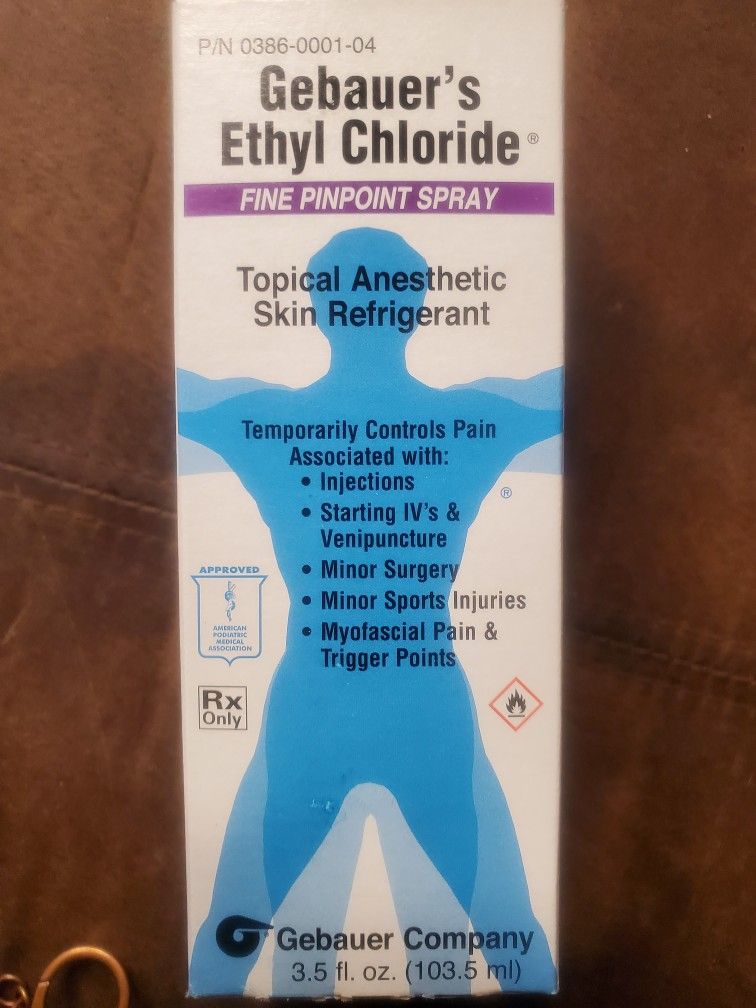 P/N 0386-0001-04
Gebauer's
Ethyl Chloride®
FINE PINPOINT SPRAY
Topical Anesthetic
Skin Refrigerant
Temporarily Controls Pain
Associated with:
• Injections
®
• Starting IV's &
Venipuncture
• Minor Surgery
• Minor Sports Injuries
• Myofascial Pain &
Trigger Points
APPROVED
AMERICAN
PODIATRIC
MEDICAL
ASSOCIATION
Rx
Only
Gebauer Company
3.5 fl. oz. (103.5 ml)